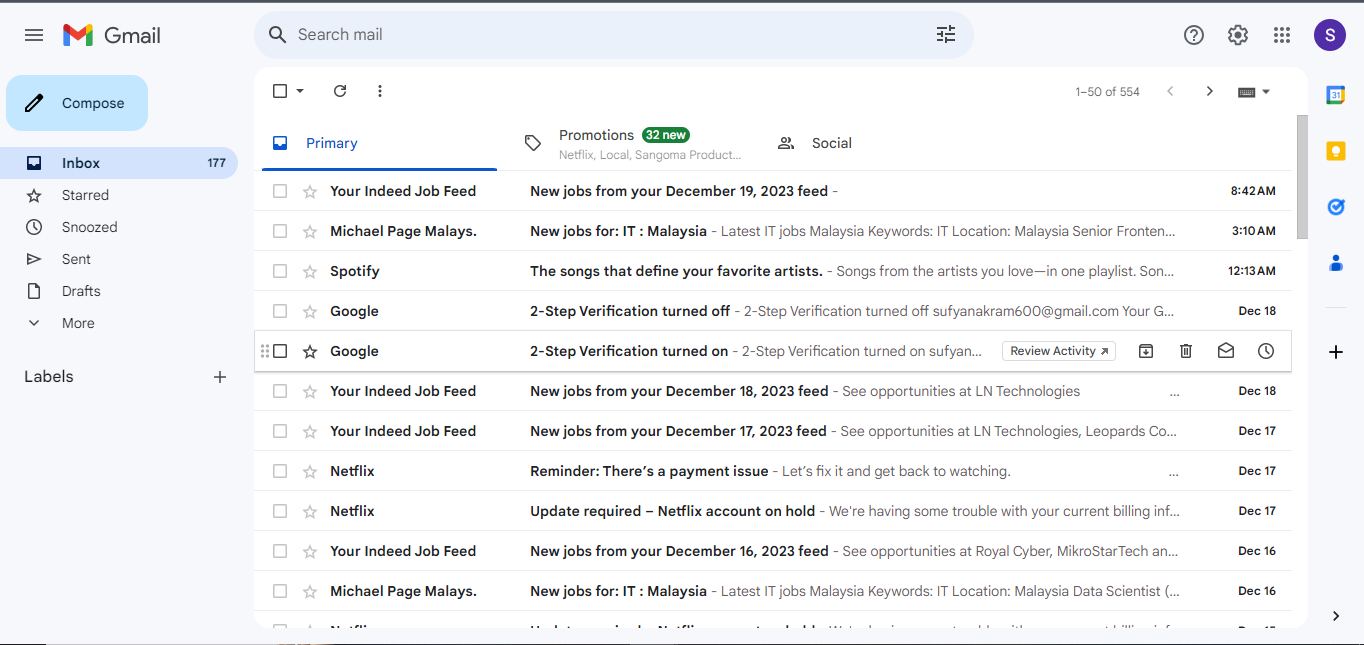 Gmail
Search mail
S
Compose
1–50 of 554
31
Primary
Promotions 32 new
Netflix, Local, Sangoma Product...
Social
Inbox 177
Starred
Snoozed
Sent
Drafts
More
Labels
Your Indeed Job Feed New jobs from your December 19, 2023 feed - 8:42 AM
Michael Page Malays. New jobs for: IT : Malaysia - Latest IT jobs Malaysia Keywords: IT Location: Malaysia Senior Fronten... 3:10 AM
Spotify The songs that define your favorite artists. - Songs from the artists you love—in one playlist. Son... 12:13 AM
Google 2-Step Verification turned off - 2-Step Verification turned off sufyanakram600@gmail.com Your G... Dec 18
Google 2-Step Verification turned on - 2-Step Verification turned on sufyan... Review Activity
Your Indeed Job Feed New jobs from your December 18, 2023 feed - See opportunities at LN Technologies ... Dec 18
Your Indeed Job Feed New jobs from your December 17, 2023 feed - See opportunities at LN Technologies, Leopards Co... Dec 17
Netflix Reminder: There’s a payment issue - Let’s fix it and get back to watching. ... Dec 17
Netflix Update required – Netflix account on hold - We're having some trouble with your current billing inf... Dec 17
Your Indeed Job Feed New jobs from your December 16, 2023 feed - See opportunities at Royal Cyber, MikroStarTech an... Dec 16
Michael Page Malays. New jobs for: IT : Malaysia - Latest IT jobs Malaysia Keywords: IT Location: Malaysia Data Scientist (... Dec 16